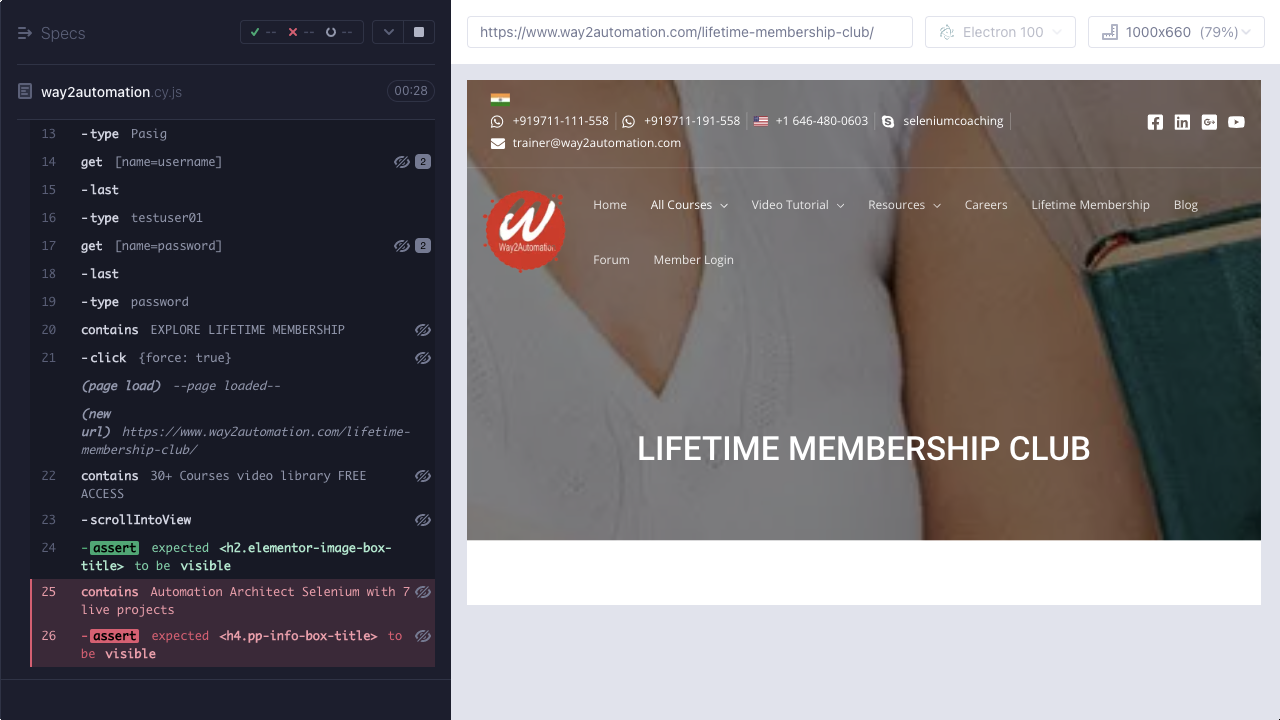 Specs
-- -- --
way2automation.cy.js
00:28
13 -type Pasig
14 get [name=username] 2
15 -last
16 -type testuser01
17 get [name=password] 2
18 -last
19 -type password
20 contains EXPLORE LIFETIME MEMBERSHIP
21 -click {force: true}
(page load) --page loaded--
(new
url) https://www.way2automation.com/lifetime-
membership-club/
22 contains 30+ Courses video library FREE
ACCESS
23 -scrollIntoView
24 -assert expected <h2.elementor-image-box-
title> to be visible
25 contains Automation Architect Selenium with 7
live projects
26 -assert expected <h4.pp-info-box-title> to
be visible
https://www.way2automation.com/lifetime-membership-club/
Electron 100
1000x660 (79%)
+919711-111-558 +919711-191-558 +1 646-480-0603 seleniumcoaching
trainer@way2automation.com
W
Way2Automation
Home All Courses Video Tutorial Resources Careers Lifetime Membership Blog
Forum Member Login
LIFETIME MEMBERSHIP CLUB